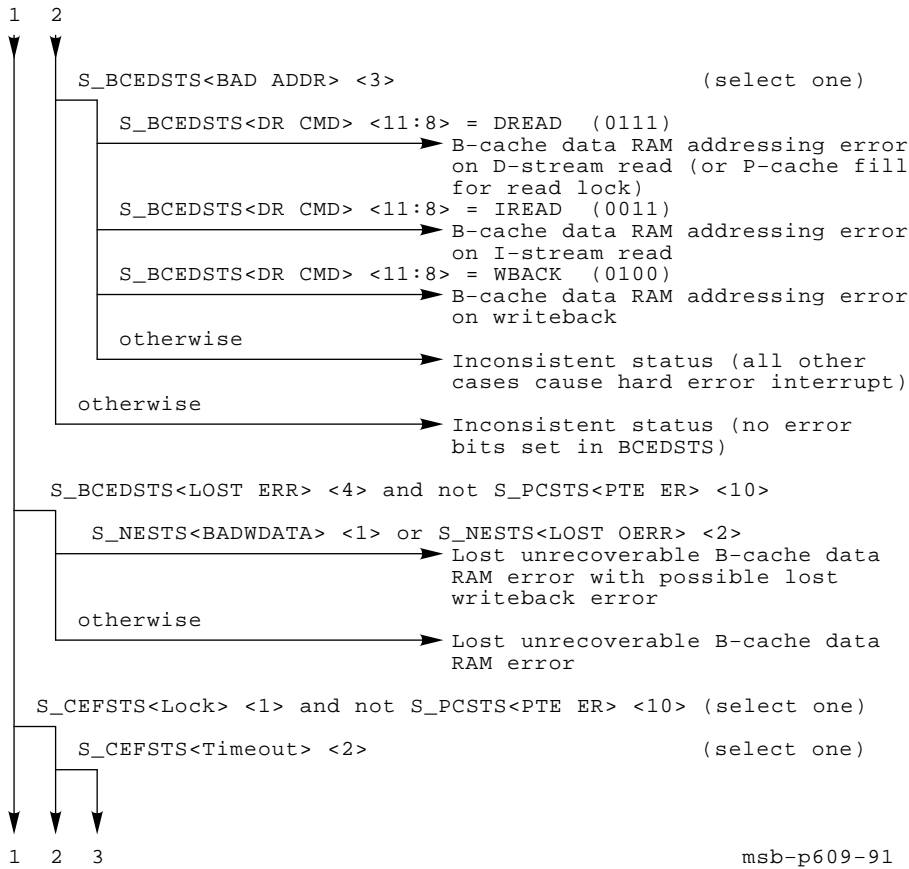 1 2
S_BCEDSTS<BAD ADDR> <3> (select one)
S_BCEDSTS<DR CMD> <11:8> = DREAD (0111)
B-cache data RAM addressing error
on D-stream read (or P-cache fill
for read lock)
S_BCEDSTS<DR CMD> <11:8> = IREAD (0011)
B-cache data RAM addressing error
on I-stream read
S_BCEDSTS<DR CMD> <11:8> = WBACK (0100)
B-cache data RAM addressing error
on writeback
otherwise
Inconsistent status (all other
cases cause hard error interrupt)
otherwise
Inconsistent status (no error
bits set in BCEDSTS)
S_BCEDSTS<LOST ERR> <4> and not S_PCSTS<PTE ER> <10>
S_NESTS<BADWDATA> <1> or S_NESTS<LOST OERR> <2>
Lost unrecoverable B-cache data
RAM error with possible lost
writeback error
otherwise
Lost unrecoverable B-cache data
RAM error
S_CEFSTS<Lock> <1> and not S_PCSTS<PTE ER> <10> (select one)
S_CEFSTS<Timeout> <2> (select one)
1 2 3 msb-p609-91